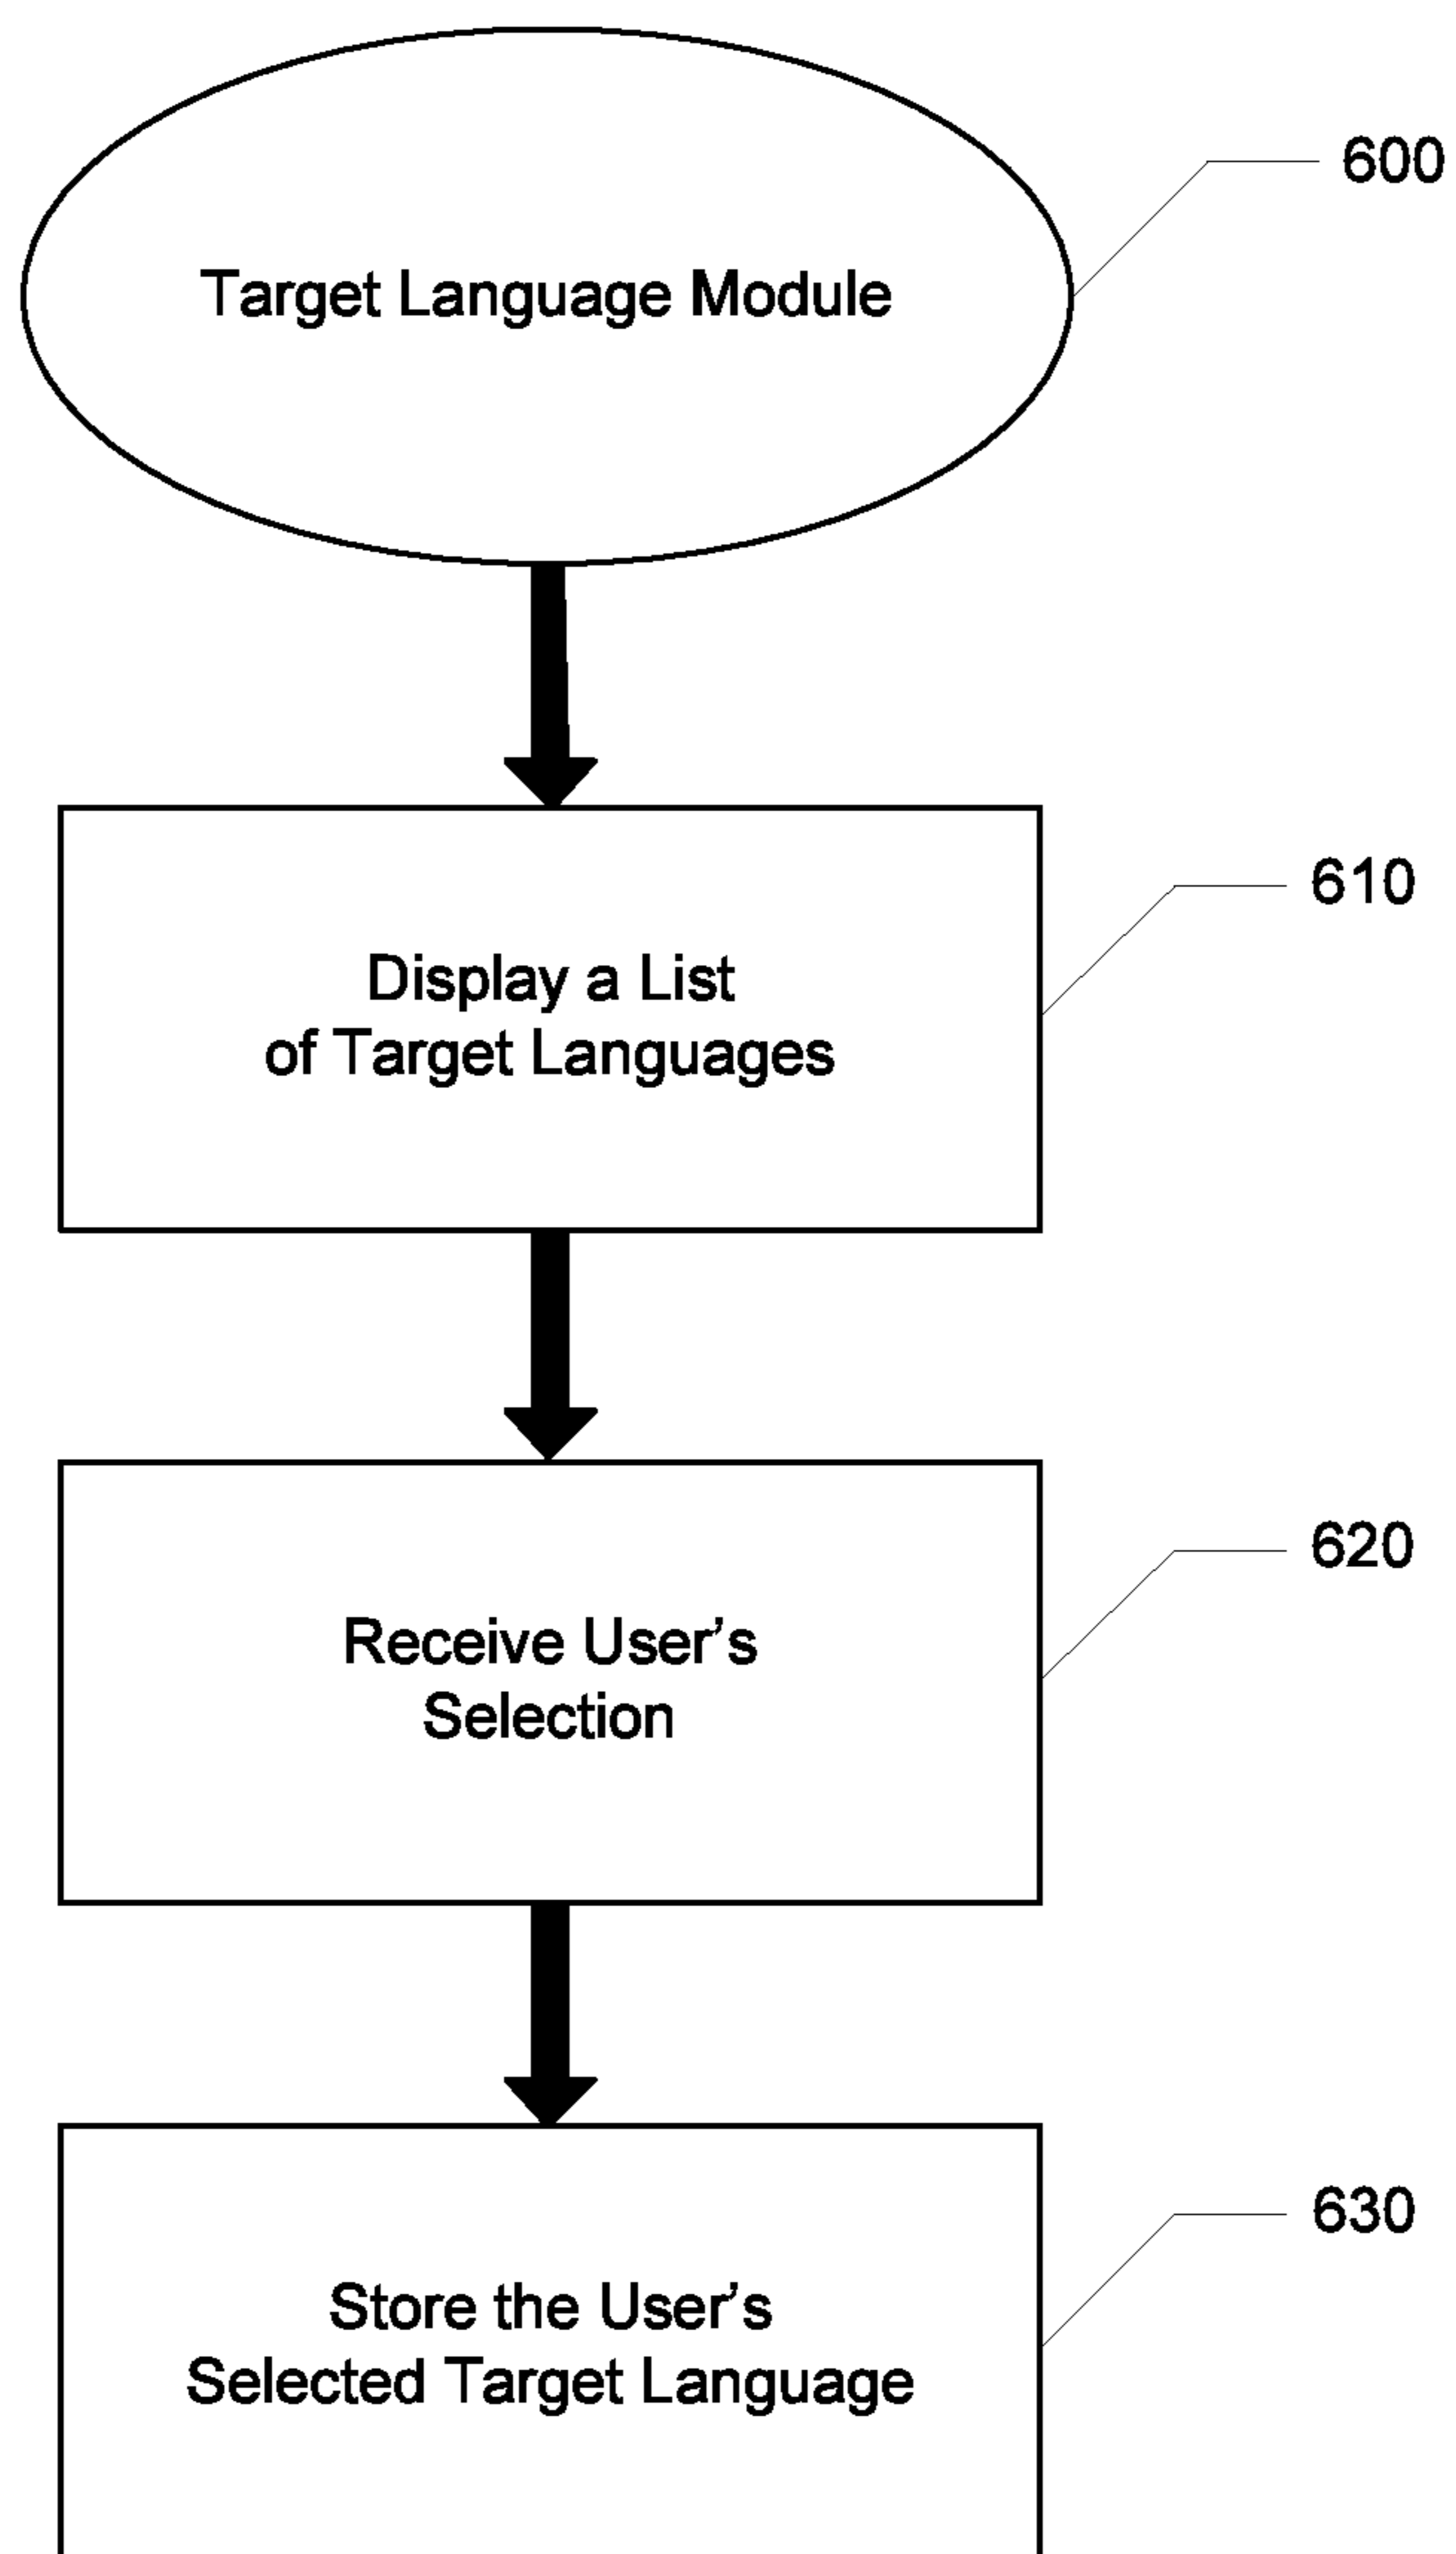 600
Target Language Module
610
Display a List
of Target Languages
620
Receive User’s
Selection
630
Store the User’s
Selected Target Language